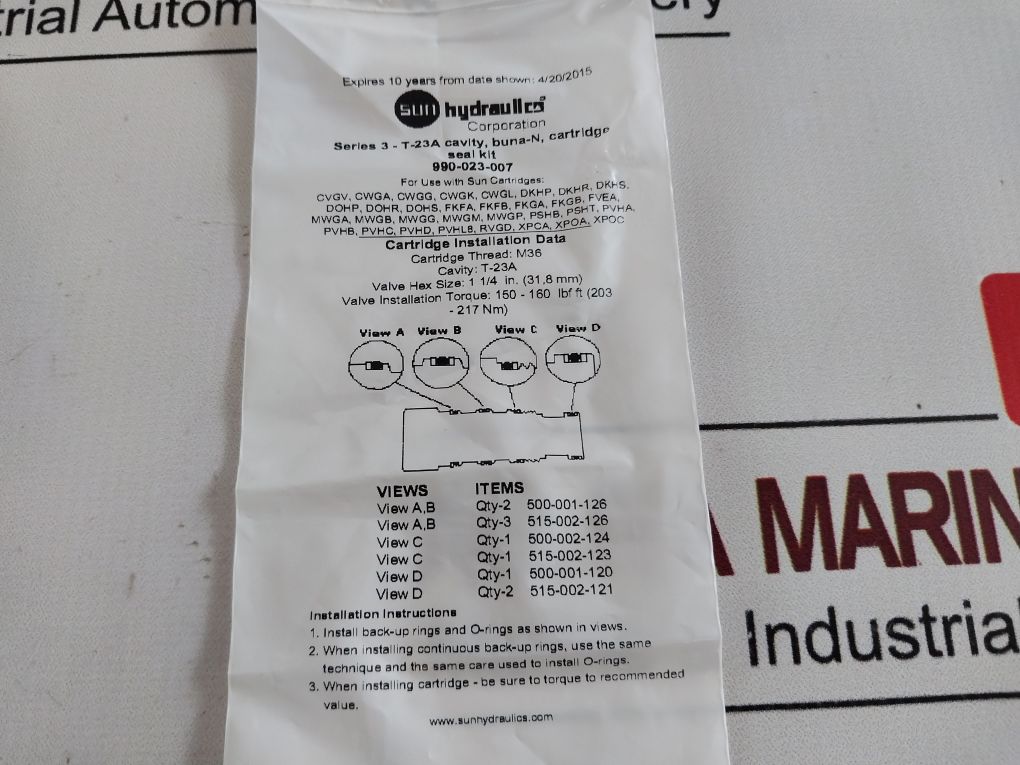 rial Autom
ery
Expires 10 years from date shown: 4/20/2015
sun hydraulics
Corporation
Series 3 - T-23A cavity, buna-N, cartridge
seal kit
990-023-007
For Use with Sun Cartridges:
CVGV, CWGA, CWGG, CWGK, CWGL, DKHP, DKHR, DKHS,
DOHP, DOHR, DOHS, FKFA, FKFB, FKGA, FKGB, FVEA,
MWGA, MWGB, MWGG, MWGM, MWGP, PSHB, PSHT, PVHA,
PVHB, PVHC, PVHD, PVHL8, RVGD, XPCA, XPOA, XPOC
Cartridge Installation Data
Cartridge Thread: M36
Cavity: T-23A
Valve Hex Size: 1 1/4 in. (31,8 mm)
Valve Installation Torque: 150 - 160 lbf ft (203
- 217 Nm)
View A View B View C View D
VIEWS ITEMS
View A,B Qty-2 500-001-126
View A,B Qty-3 515-002-126
View C Qty-1 500-002-124
View C Qty-1 515-002-123
View D Qty-1 500-001-120
View D Qty-2 515-002-121
Installation Instructions
1. Install back-up rings and O-rings as shown in views.
2. When installing continuous back-up rings, use the same
technique and the same care used to install O-rings.
3. When installing cartridge - be sure to torque to recommended
value.
www.sunhydraulics.com
A MARIN
Industria